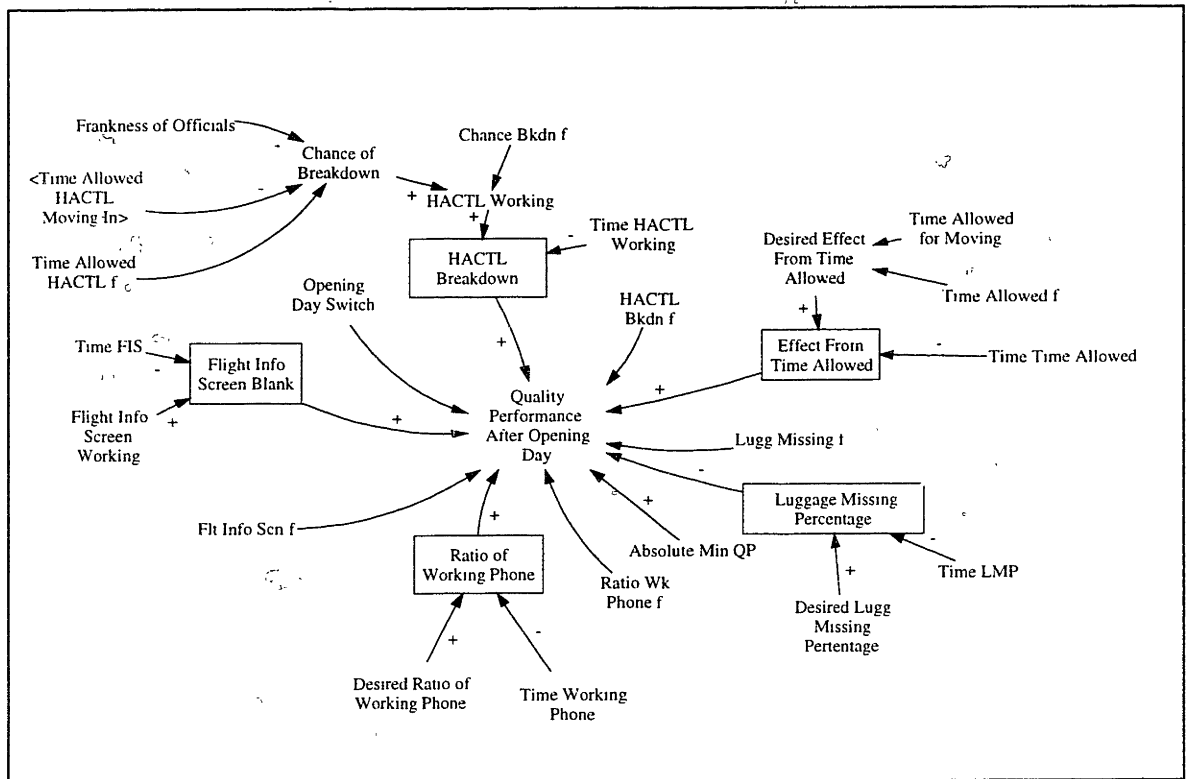 Frankness of Officials
Chance of
Breakdown
Chance Bkdn f
<Time Allowed
HACTL
Moving In>
HACTL Working
Time Allowed
HACTL f
Time HACTL
Working
HACTL
Breakdown
Desired Effect
From Time
Allowed
Time Allowed
for Moving
Time Allowed f
Opening
Day Switch
HACTL
Bkdn f
Time FIS
Flight Info
Screen Blank
Effect From
Time Allowed
Time Time Allowed
Flight Info
Screen
Working
Quality
Performance
After Opening
Day
Lugg Missing f
Luggage Missing
Percentage
Flt Info Scn f
Ratio of
Working Phone
Absolute Min QP
Ratio Wk
Phone f
Time LMP
Desired Lugg
Missing
Pertentage
Desired Ratio of
Working Phone
Time Working
Phone
-
-
+
+
-
+
+
-
-
+
+
+
-
+
+
-
+
+
-